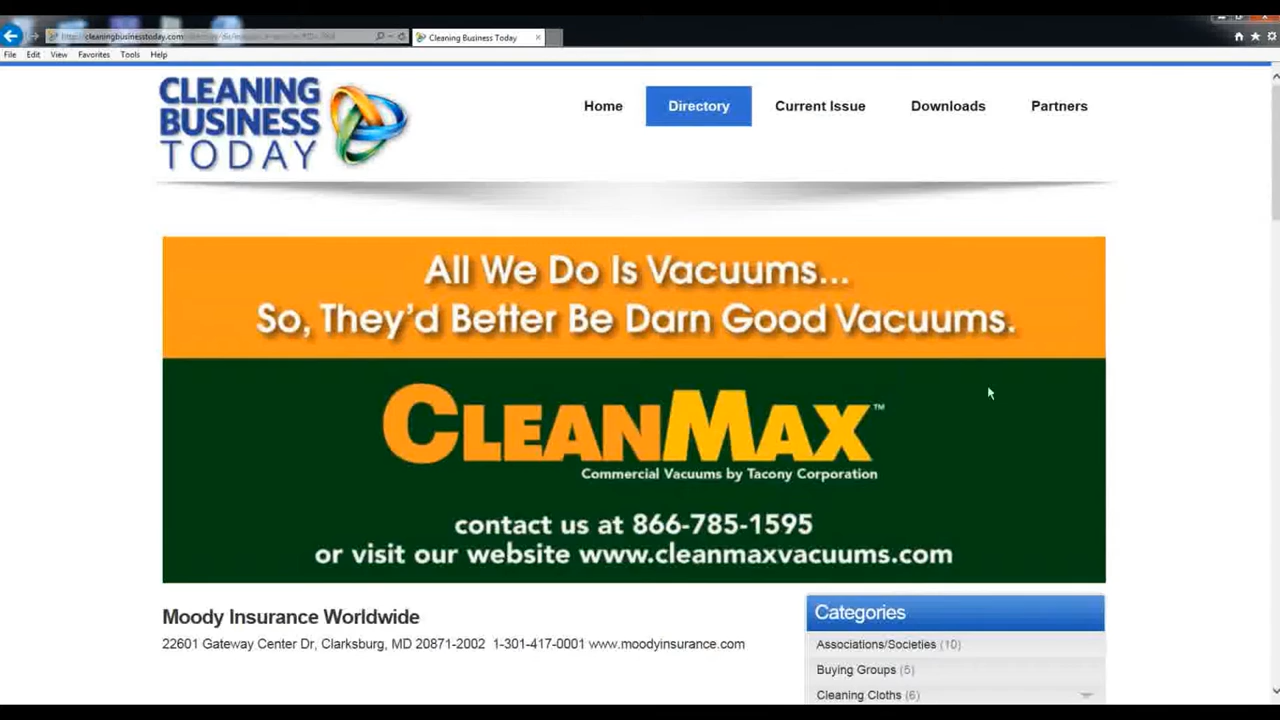 cleaningbusinesstoday.com
Cleaning Business Today
File Edit View Favorites Tools Help
CLEANING
BUSINESS
TODAY
Home Directory Current Issue Downloads Partners
All We Do Is Vacuums...
So, They'd Better Be Darn Good Vacuums.
CLEANMAX™
Commercial Vacuums by Tacony Corporation
contact us at 866-785-1595
or visit our website www.cleanmaxvacuums.com
Moody Insurance Worldwide
22601 Gateway Center Dr, Clarksburg, MD 20871-2002 1-301-417-0001 www.moodyinsurance.com
Categories
Associations/Societies (10)
Buying Groups (5)
Cleaning Cloths (6)